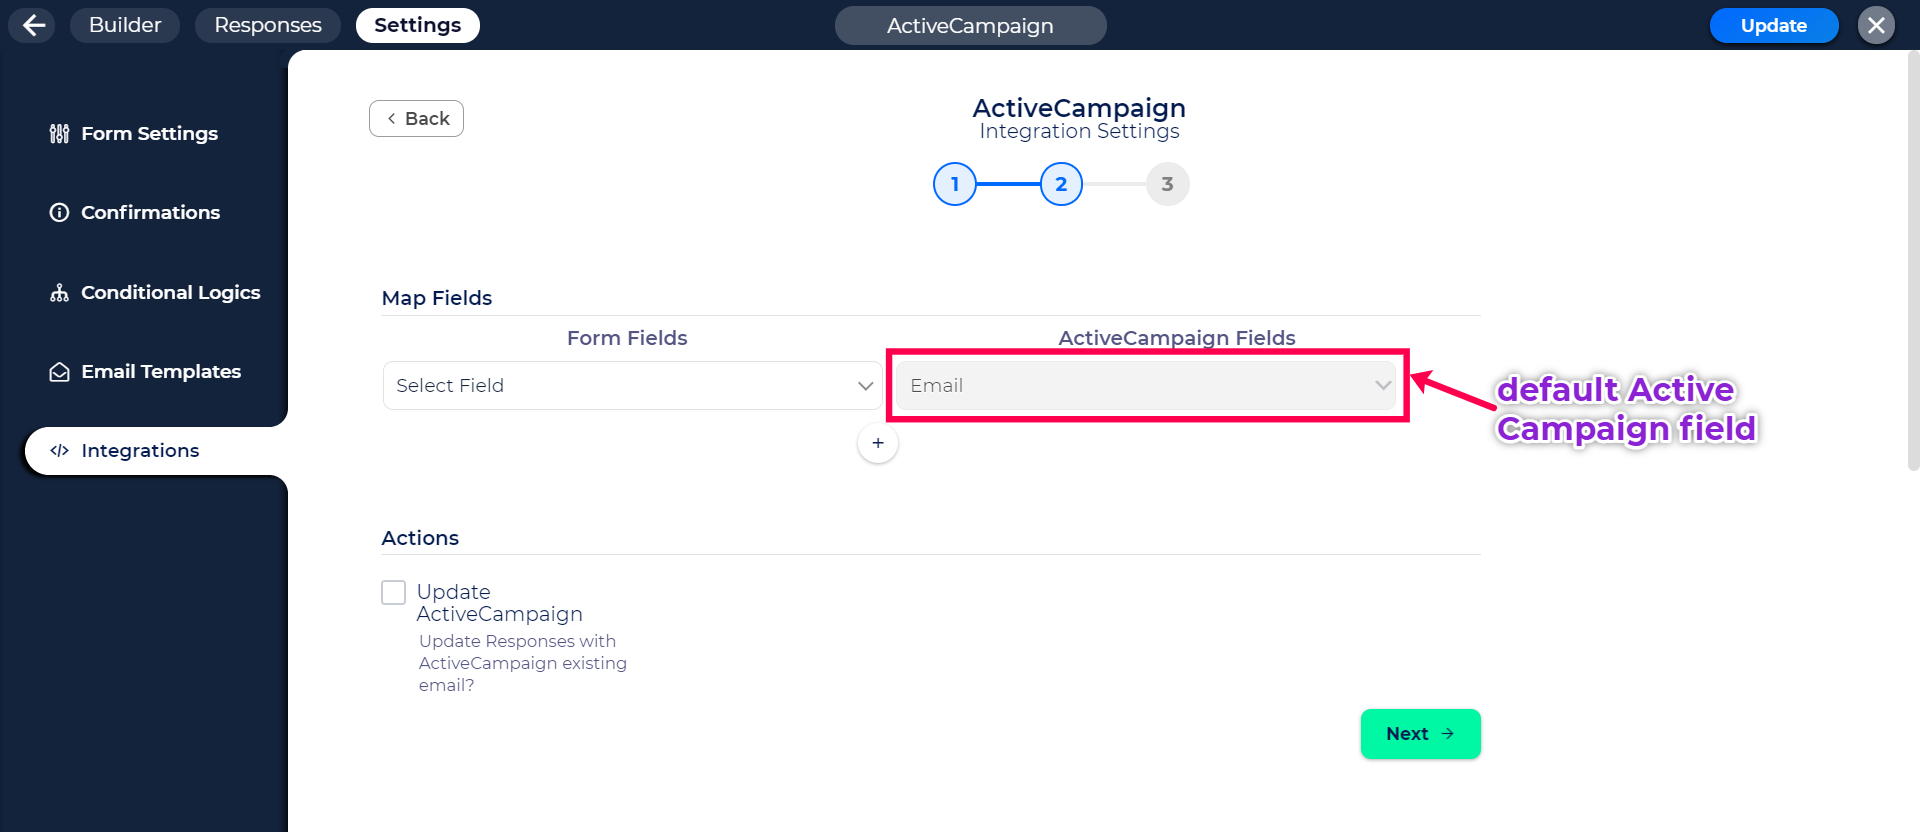 Builder
Responses
Settings
ActiveCampaign
Update
Form Settings
Confirmations
Conditional Logics
Email Templates
Integrations
Back
ActiveCampaign
Integration Settings
1
2
3
Map Fields
Form Fields
ActiveCampaign Fields
Select Field
Email
default Active
Campaign field
+
Actions
Update
ActiveCampaign
Update Responses with
ActiveCampaign existing
email?
Next